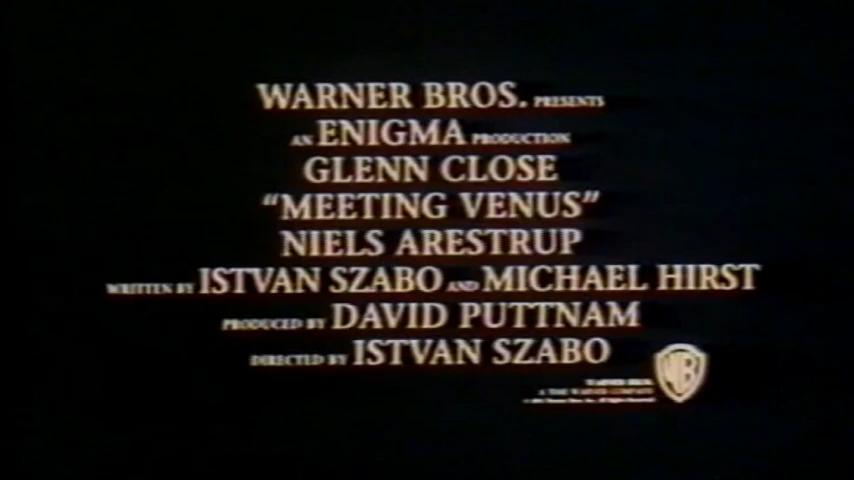 WARNER BROS. PRESENTS
AN ENIGMA PRODUCTION
GLENN CLOSE
“MEETING VENUS”
NIELS ARESTRUP
WRITTEN BY ISTVAN SZABO AND MICHAEL HIRST
PRODUCED BY DAVID PUTTNAM
DIRECTED BY ISTVAN SZABO
WB
WARNER BROS.
A TIME WARNER COMPANY